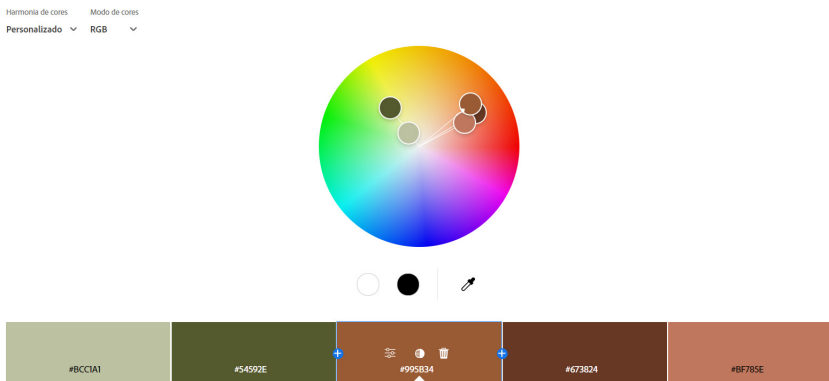 Harmonia de cores Modo de cores
Personalizado RGB
#BCC1A1 #54592E #995B34 #673824 #BF785E